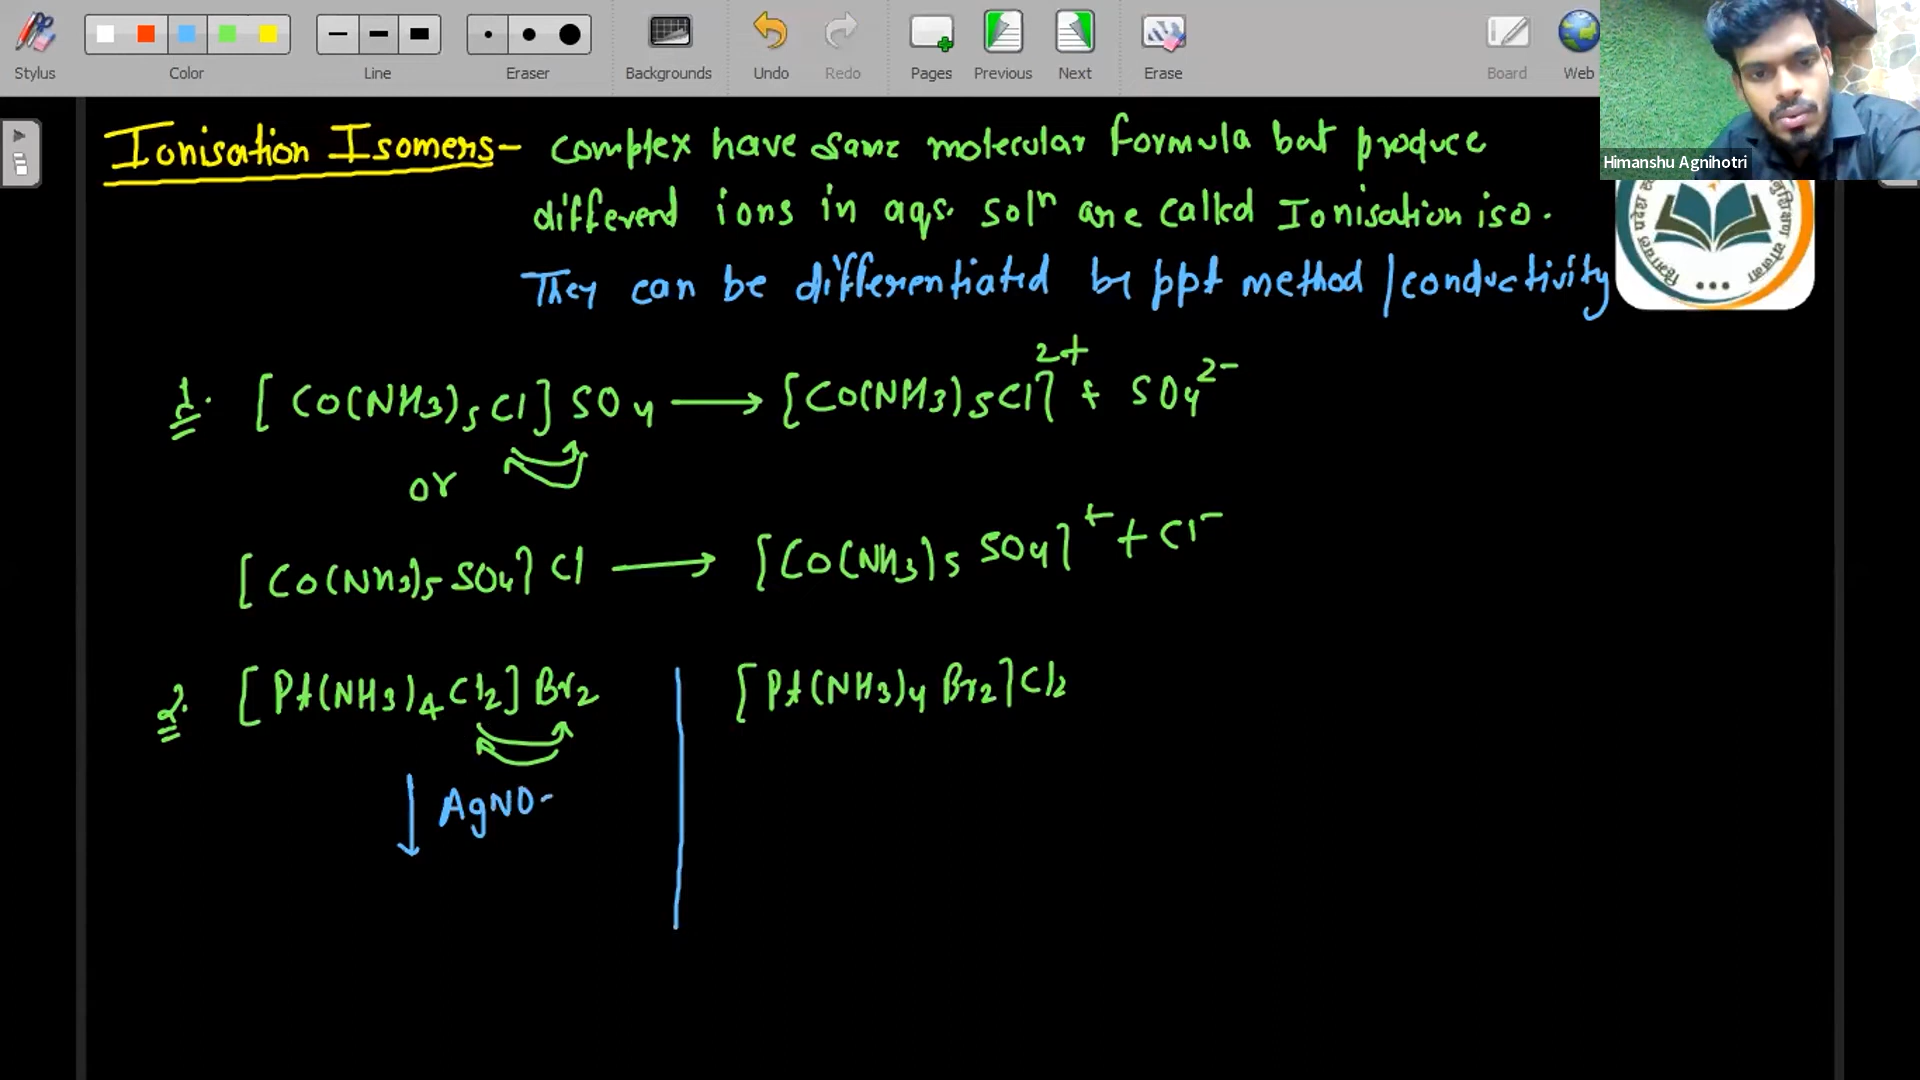 Stylus Color Line Eraser Backgrounds Undo Redo Pages Previous Next Erase Board Web
Himanshu Agnihotri
Ionisation Isomers - complex have same molecular formula but produce
different ions in aqs. solⁿ are called Ionisation iso.
They can be differentiated by ppt method / conductivity
1. [Co(NH3)5Cl]SO4 ⟶ [Co(NH3)5Cl]²⁺ + SO4²⁻
or
[Co(NH3)5SO4]Cl ⟶ [Co(NH3)5SO4]⁺ + Cl⁻
2. [Pt(NH3)4Cl2]Br2 | [Pt(NH3)4Br2]Cl2
↓ AgNO-